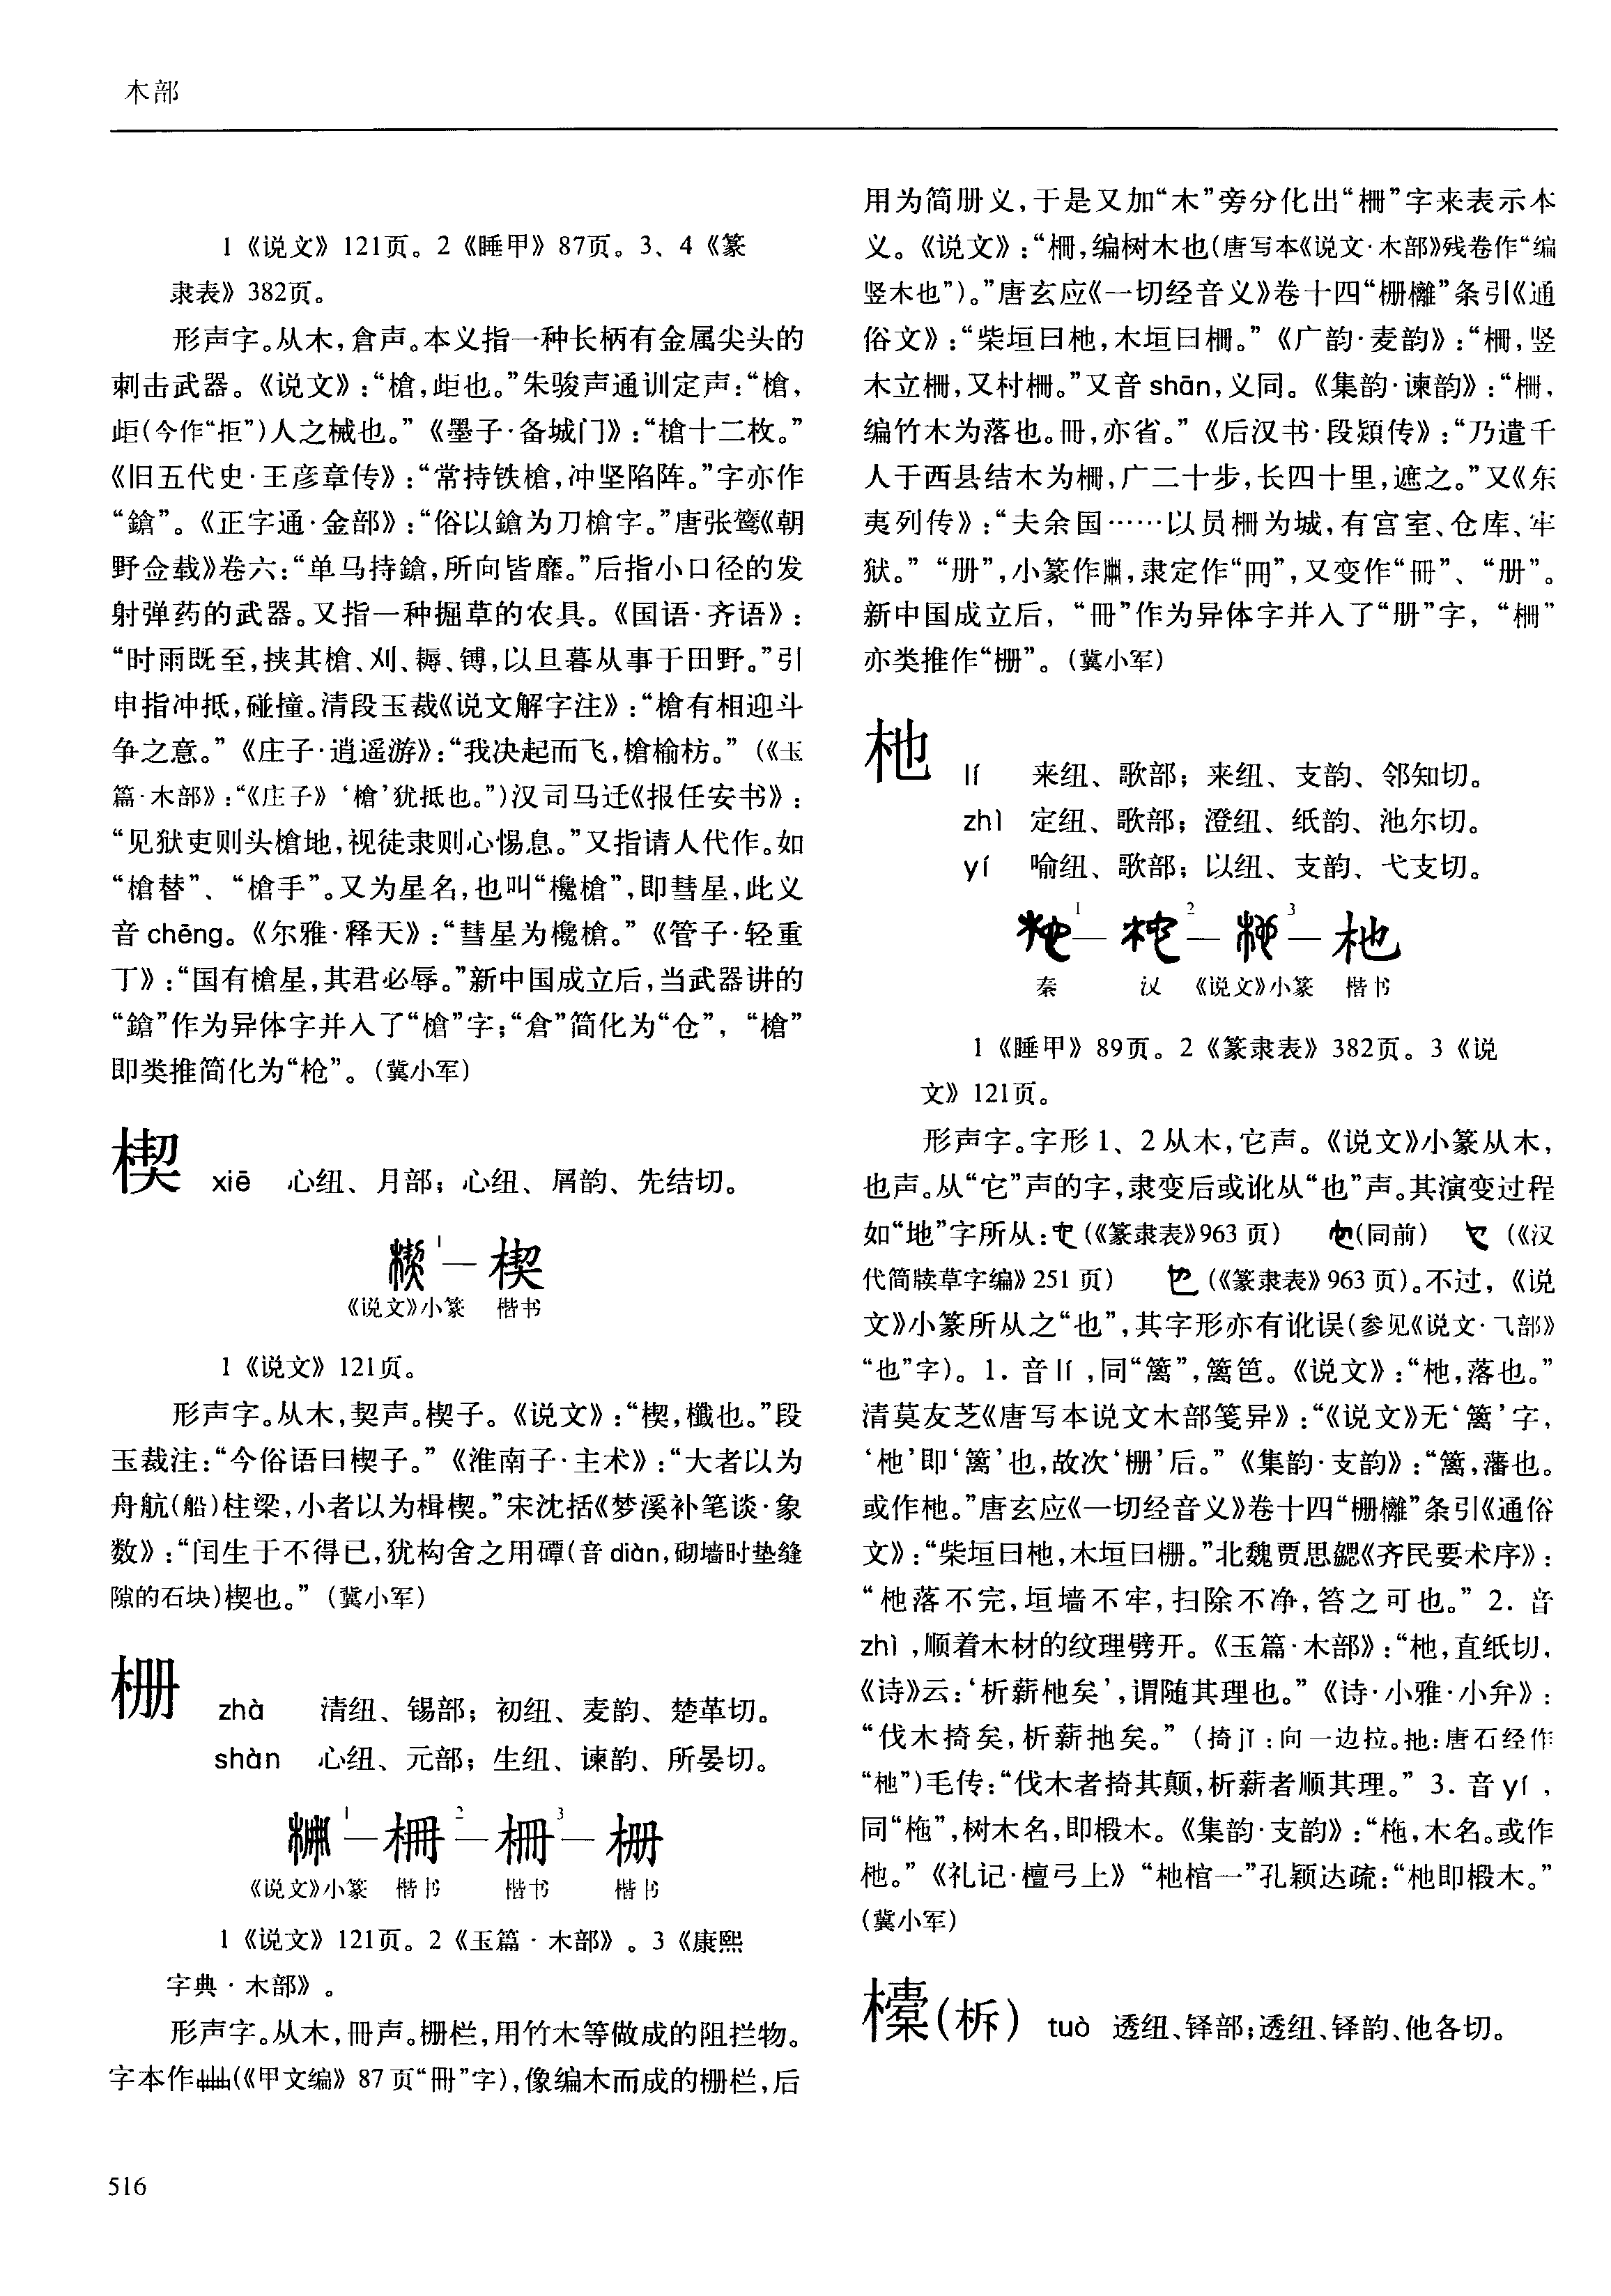 木部
1《说文》121页。2《睡甲》87页。3、4《篆
隶表》382页。
形声字。从木，倉声。本义指一种长柄有金属尖头的
刺击武器。《说文》：“槍，歫也。”朱骏声通训定声：“槍，
歫(今作“拒”)人之械也。”《墨子·备城门》：“槍十二枚。”
《旧五代史·王彦章传》：“常持铁槍，冲坚陷阵。”字亦作
“鎗”。《正字通·金部》：“俗以鎗为刀槍字。”唐张鷟《朝
野佥载》卷六：“单马持鎗，所向皆靡。”后指小口径的发
射弹药的武器。又指一种掘草的农具。《国语·齐语》：
“时雨既至，挟其槍、刈、耨、镈，以旦暮从事于田野。”引
申指冲抵，碰撞。清段玉裁《说文解字注》：“槍有相迎斗
争之意。”《庄子·逍遥游》：“我决起而飞，槍榆枋。”(《玉
篇·木部》：“《庄子》‘槍’犹抵也。”)汉司马迁《报任安书》：
“见狱吏则头槍地，视徒隶则心惕息。”又指请人代作。如
“槍替”、“槍手”。又为星名，也叫“欃槍”，即彗星，此义
音 chēng。《尔雅·释天》：“彗星为欃槍。”《管子·轻重
丁》：“国有槍星，其君必辱。”新中国成立后，当武器讲的
“鎗”作为异体字并入了“槍”字；“倉”简化为“仓”，“槍”
即类推简化为“枪”。(冀小军)
楔 xiē 心纽、月部；心纽、屑韵、先结切。
1 — 楔
《说文》小篆 楷书
1《说文》121页。
形声字。从木，契声。楔子。《说文》：“楔，櫼也。”段
玉裁注：“今俗语曰楔子。”《淮南子·主术》：“大者以为
舟航(船)柱梁，小者以为楫楔。”宋沈括《梦溪补笔谈·象
数》：“闰生于不得已，犹构舍之用磹(音 diàn，砌墙时垫缝
隙的石块)楔也。”(冀小军)
栅 zhà 清纽、锡部；初纽、麦韵、楚革切。
shàn 心纽、元部；生纽、谏韵、所晏切。
1 — 柵 2 — 柵 3 — 栅
《说文》小篆 楷书 楷书 楷书
1《说文》121页。2《玉篇·木部》。3《康熙
字典·木部》。
形声字。从木，冊声。栅栏，用竹木等做成的阻拦物。
字本作(《甲文编》87页“冊”字)，像编木而成的栅栏，后
用为简册义，于是又加“木”旁分化出“柵”字来表示本
义。《说文》：“柵，编树木也(唐写本《说文·木部》残卷作“编
竖木也”)。”唐玄应《一切经音义》卷十四“栅欏”条引《通
俗文》：“柴垣曰杝，木垣曰柵。”《广韵·麦韵》：“柵，竖
木立柵，又村柵。”又音 shān，义同。《集韵·谏韵》：“柵，
编竹木为落也。冊，亦省。”《后汉书·段颎传》：“乃遣千
人于西县结木为柵，广二十步，长四十里，遮之。”又《东
夷列传》：“夫余国……以员柵为城，有宫室、仓库、牢
狱。”“册”，小篆作，隶定作“𠕁”，又变作“冊”、“册”。
新中国成立后，“冊”作为异体字并入了“册”字，“柵”
亦类推作“栅”。(冀小军)
杝 lí 来纽、歌部；来纽、支韵、邻知切。
zhì 定纽、歌部；澄纽、纸韵、池尔切。
yí 喻纽、歌部；以纽、支韵、弋支切。
1 — 2 — 3 — 杝
秦 汉 《说文》小篆 楷书
1《睡甲》89页。2《篆隶表》382页。3《说
文》121页。
形声字。字形1、2从木，它声。《说文》小篆从木，
也声。从“它”声的字，隶变后或讹从“也”声。其演变过程
如“地”字所从：(《篆隶表》963页) (同前) (《汉
代简牍草字编》251页) (《篆隶表》963页)。不过，《说
文》小篆所从之“也”，其字形亦有讹误(参见《说文·乁部》
“也”字)。1. 音lí，同“篱”，篱笆。《说文》：“杝，落也。”
清莫友芝《唐写本说文木部笺异》：“《说文》无‘篱’字，
‘杝’即‘篱’也，故次‘栅’后。”《集韵·支韵》：“篱，藩也。
或作杝。”唐玄应《一切经音义》卷十四“栅欏”条引《通俗
文》：“柴垣曰杝，木垣曰栅。”北魏贾思勰《齐民要术序》：
“杝落不完，垣墙不牢，扫除不净，笞之可也。”2. 音
zhì，顺着木材的纹理劈开。《玉篇·木部》：“杝，直纸切，
《诗》云：‘析薪杝矣’，谓随其理也。”《诗·小雅·小弁》：
“伐木掎矣，析薪扡矣。”(掎jǐ：向一边拉。扡：唐石经作
“杝”)毛传：“伐木者掎其颠，析薪者顺其理。”3. 音yí，
同“柂”，树木名，即椴木。《集韵·支韵》：“柂，木名。或作
杝。”《礼记·檀弓上》“杝棺一”孔颖达疏：“杝即椴木。”
(冀小军)
橐(柝) tuò 透纽、铎部；透纽、铎韵、他各切。
516